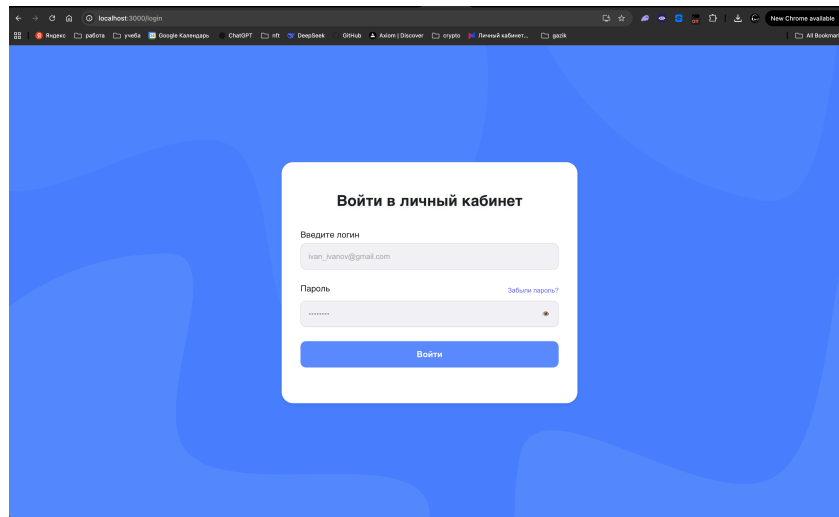 localhost:3000/login
New Chrome available
Яндекс работа учеба Google Календарь ChatGPT nft DeepSeek GitHub Axiom | Discover crypto Личный кабинет... gazik All Bookmar
Войти в личный кабинет
Введите логин
ivan_ivanov@gmail.com
Пароль Забыли пароль?
Войти